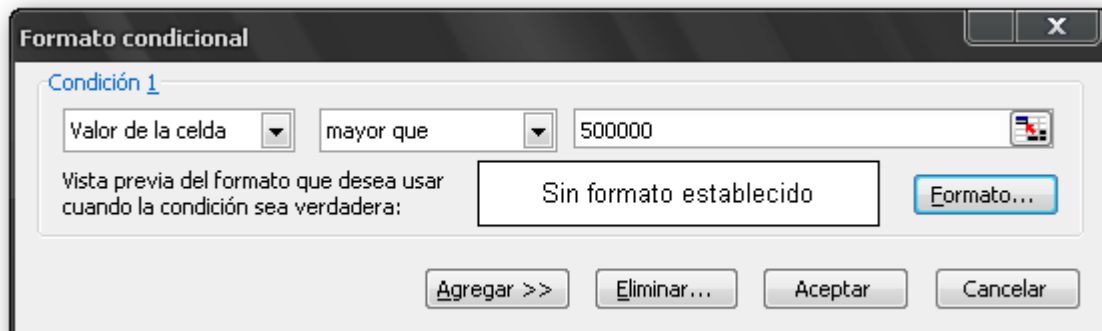 Formato condicional
X
Condición 1
Valor de la celda mayor que 500000
Vista previa del formato que desea usar
cuando la condición sea verdadera:
Sin formato establecido
Formato...
Agregar >> Eliminar... Aceptar Cancelar